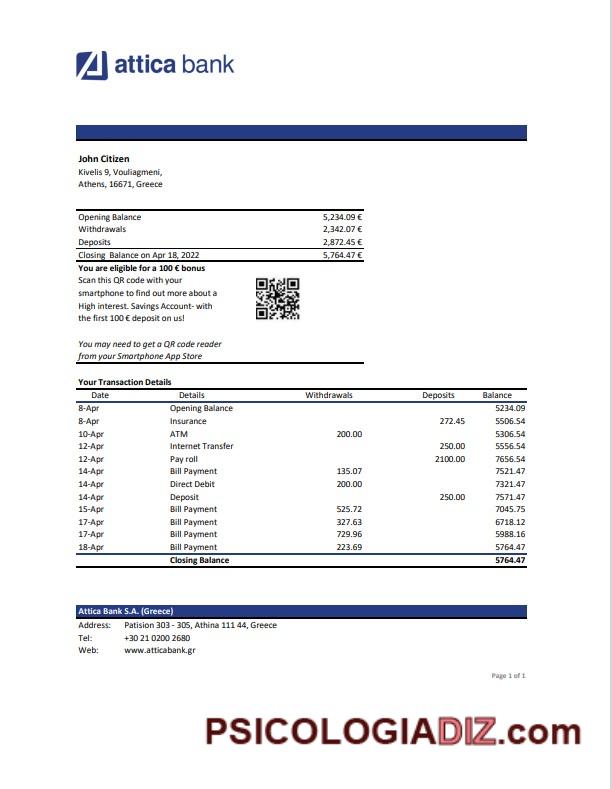 attica bank
John Citizen
Kivelis 9, Vouliagmeni,
Athens, 16671, Greece
Opening Balance 5,234.09 €
Withdrawals 2,342.07 €
Deposits 2,872.45 €
Closing Balance on Apr 18, 2022 5,764.47 €
You are eligible for a 100 € bonus
Scan this QR code with your
smartphone to find out more about a
High interest. Savings Account- with
the first 100 € deposit on us!
You may need to get a QR code reader
from your Smartphone App Store
Your Transaction Details
Date Details Withdrawals Deposits Balance
8-Apr Opening Balance 5234.09
8-Apr Insurance 272.45 5506.54
10-Apr ATM 200.00 5306.54
12-Apr Internet Transfer 250.00 5556.54
12-Apr Pay roll 2100.00 7656.54
14-Apr Bill Payment 135.07 7521.47
14-Apr Direct Debit 200.00 7321.47
14-Apr Deposit 250.00 7571.47
15-Apr Bill Payment 525.72 7045.75
17-Apr Bill Payment 327.63 6718.12
17-Apr Bill Payment 729.96 5988.16
18-Apr Bill Payment 223.69 5764.47
Closing Balance 5764.47
Attica Bank S.A. (Greece)
Address: Patision 303 - 305, Athina 111 44, Greece
Tel: +30 21 0200 2680
Web: www.atticabank.gr
Page 1 of 1
PSICOLOGIADIZ.com